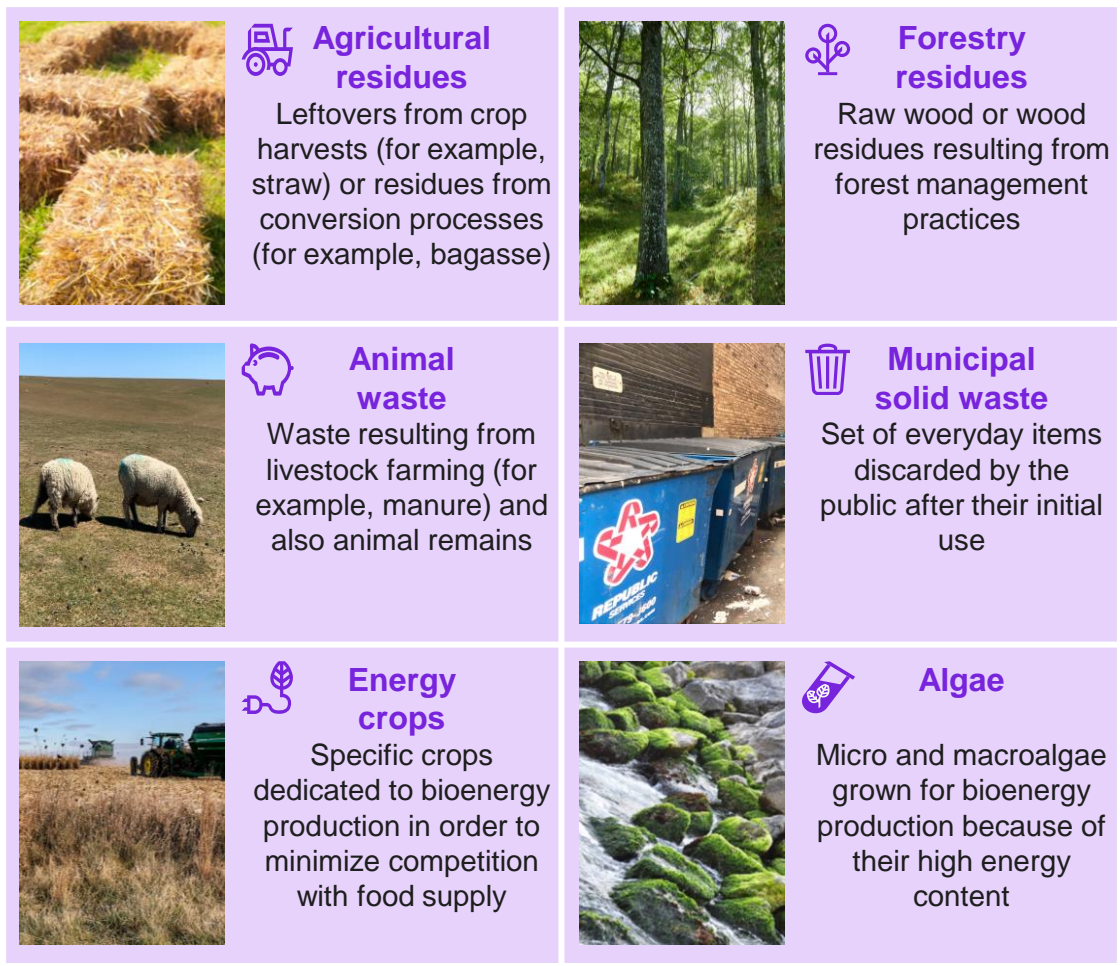 Agricultural
residues
Leftovers from crop
harvests (for example,
straw) or residues from
conversion processes
(for example, bagasse)
Forestry
residues
Raw wood or wood
residues resulting from
forest management
practices
Animal
waste
Waste resulting from
livestock farming (for
example, manure) and
also animal remains
Municipal
solid waste
Set of everyday items
discarded by the
public after their initial
use
REPUBLIC
SERVICES
Energy
crops
Specific crops
dedicated to bioenergy
production in order to
minimize competition
with food supply
Algae
Micro and macroalgae
grown for bioenergy
production because of
their high energy
content